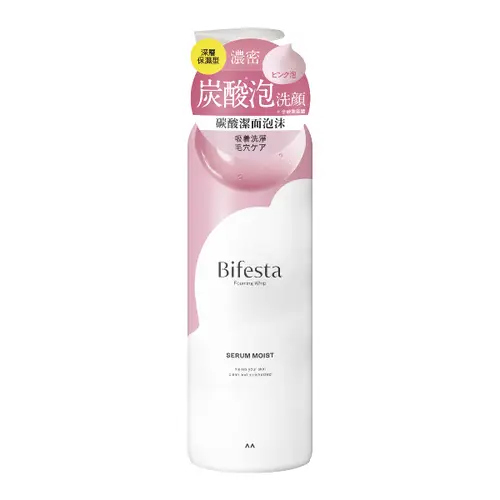 深層
保濕型
濃密
ピンク泡
炭酸泡洗顔
碳酸潔面泡沫
吸着洗浄
毛穴ケア
Bifesta
Foaming Whip
SERUM MOIST